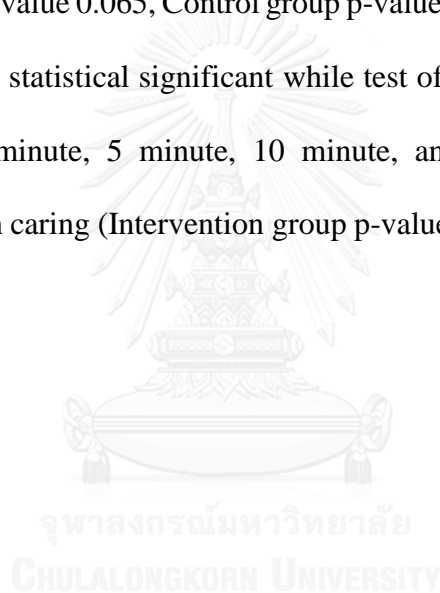 value 0.065, Control group p-value
statistical significant while test of
minute, 5 minute, 10 minute, an
caring (Intervention group p-value
จุฬาลงกรณ์มหาวิทยาลัย
CHULALONGKORN UNIVERSITY